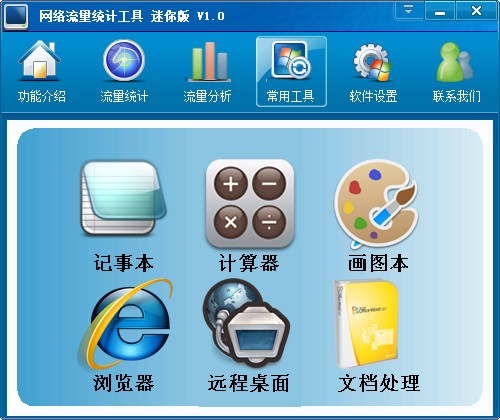 网络流量统计工具 迷你版 V1.0
功能介绍 流量统计 流量分析 常用工具 软件设置 联系我们
记事本 计算器 画图本
浏览器 远程桌面 文档处理